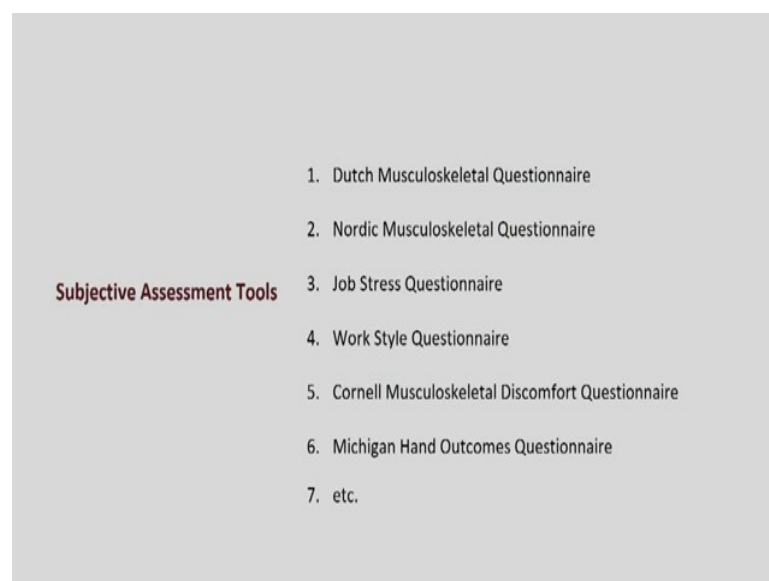 Subjective Assessment Tools
1. Dutch Musculoskeletal Questionnaire
2. Nordic Musculoskeletal Questionnaire
3. Job Stress Questionnaire
4. Work Style Questionnaire
5. Cornell Musculoskeletal Discomfort Questionnaire
6. Michigan Hand Outcomes Questionnaire
7. etc.